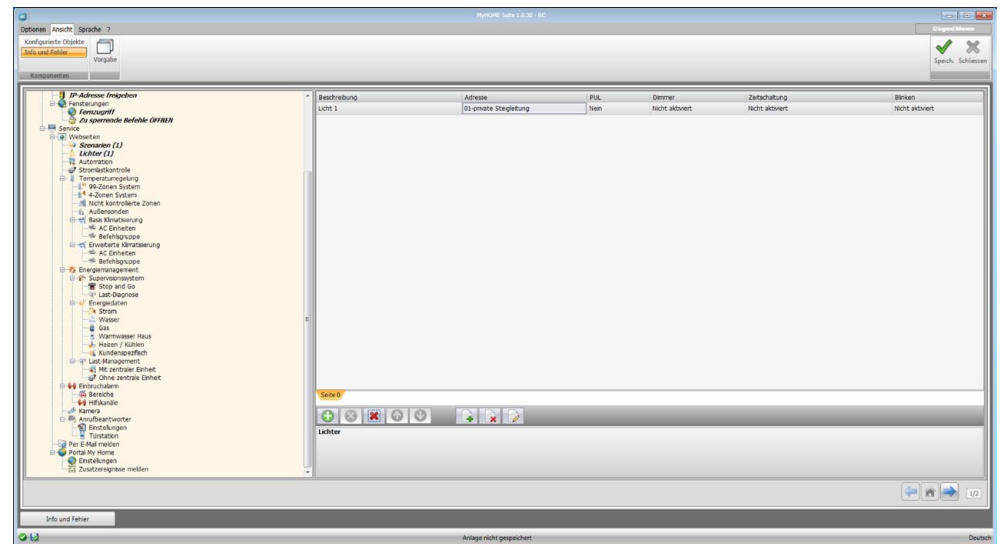 MyHOME Suite 1.0.30 - RC
Optionen Ansicht Sprache ?
Konfigurierte Objekte
Info und Fehler
Vorgabe
Komponenten
Speich. Schliessen
IP-Adresse freigeben
Fensterungen
Fernzugriff
Zu sperrende Befehle ÖFFNEN
Service
Webseiten
Szenarien (1)
Lichter (1)
Automation
Stromlastkontrolle
Temperaturregelung
99-Zonen System
4-Zonen System
Nicht kontrollierte Zonen
Außensonden
Basis Klimatisierung
AC Einheiten
Befehlsgruppe
Erweiterte Klimatisierung
AC Einheiten
Befehlsgruppe
Energiemanagement
Supervisionssystem
Stop and Go
Last-Diagnose
Energiedaten
Strom
Wasser
Gas
Warmwasser Haus
Heizen / Kühlen
Kundenspezifisch
Last-Management
Mit zentraler Einheit
Ohne zentrale Einheit
Einbruchalarm
Bereiche
Hilfskanäle
Kamera
Anrufbeantworter
Einstellungen
Türstation
Per E-Mail melden
Portal My Home
Einstellungen
Zusatzereignisse melden
Beschreibung Adresse PUL Dimmer Zeitschaltung Blinken
Licht 1 01-private Steigleitung Nein Nicht aktiviert Nicht aktiviert Nicht aktiviert
Seite 0
Lichter
1/2
Info und Fehler
Anlage nicht gespeichert
Deutsch